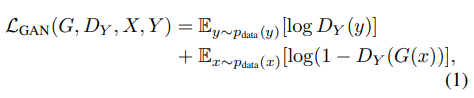 ℒ_GAN(G, D_Y, X, Y) = 𝔼_{y∼p_data(y)}[log D_Y(y)]
+ 𝔼_{x∼p_data(x)}[log(1 − D_Y(G(x))],
(1)